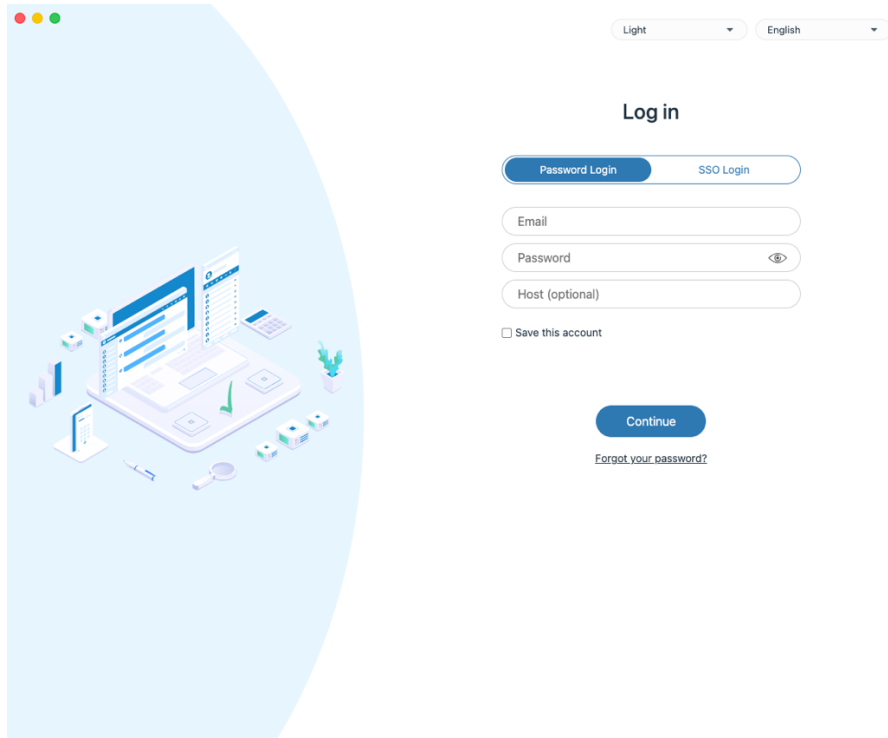 Light English
Log in
Password Login SSO Login
Email
Password
Host (optional)
Save this account
Continue
Forgot your password?